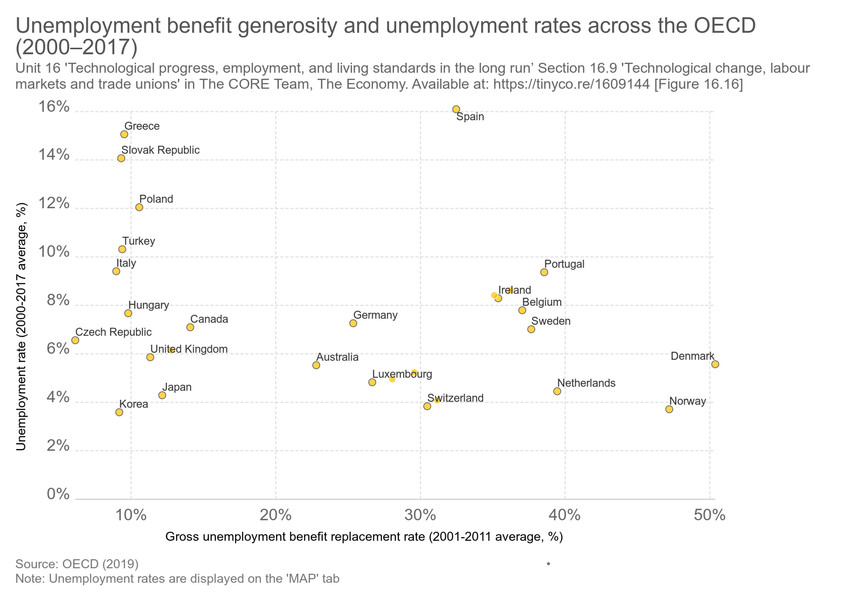 Unemployment benefit generosity and unemployment rates across the OECD
(2000–2017)
Unit 16 'Technological progress, employment, and living standards in the long run' Section 16.9 'Technological change, labour
markets and trade unions' in The CORE Team, The Economy. Available at: https://tinyco.re/1609144 [Figure 16.16]
16%
Spain
Greece
Slovak Republic
14%
Poland
12%
Turkey
10%
Italy
Portugal
Ireland
8%
Hungary
Belgium
Canada
Germany
Sweden
Czech Republic
6%
United Kingdom
Australia
Denmark
Luxembourg
Japan
Netherlands
4%
Switzerland
Korea
Norway
2%
0%
10%
20%
30%
40%
50%
Unemployment rate (2000-2017 average, %)
Gross unemployment benefit replacement rate (2001-2011 average, %)
Source: OECD (2019)
Note: Unemployment rates are displayed on the 'MAP' tab